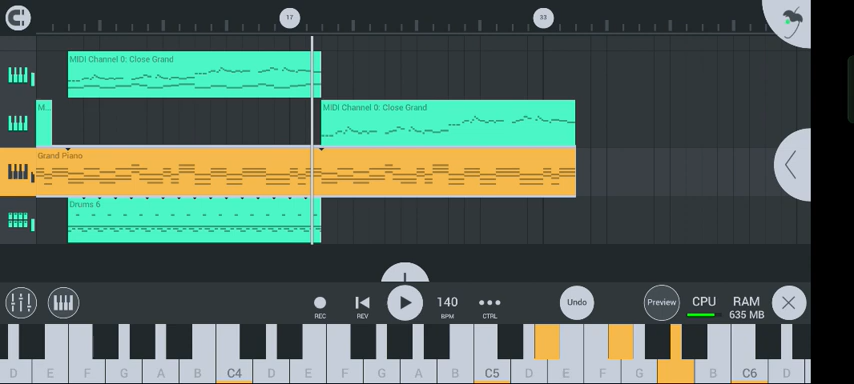 17
33
MIDI Channel 0: Close Grand
M...
MIDI Channel 0: Close Grand
Grand Piano
Drums 6
140
Undo
Preview
CPU
RAM
635 MB
REC
REV
BPM
CTRL
D E F G A B C4 D E F G A B C5 D E F G B C6 D